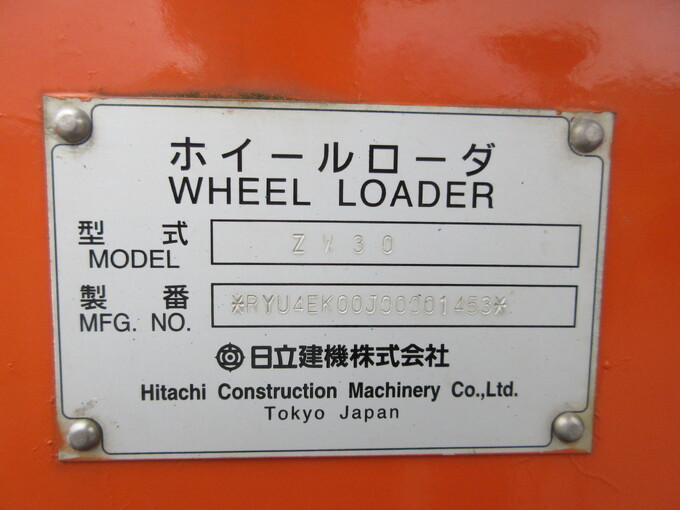 ホイールローダ
WHEEL LOADER
型 式
MODEL
ZW30
製 番
MFG. NO.
*RYU4EK00J00001453*
日立建機株式会社
Hitachi Construction Machinery Co.,Ltd.
Tokyo Japan